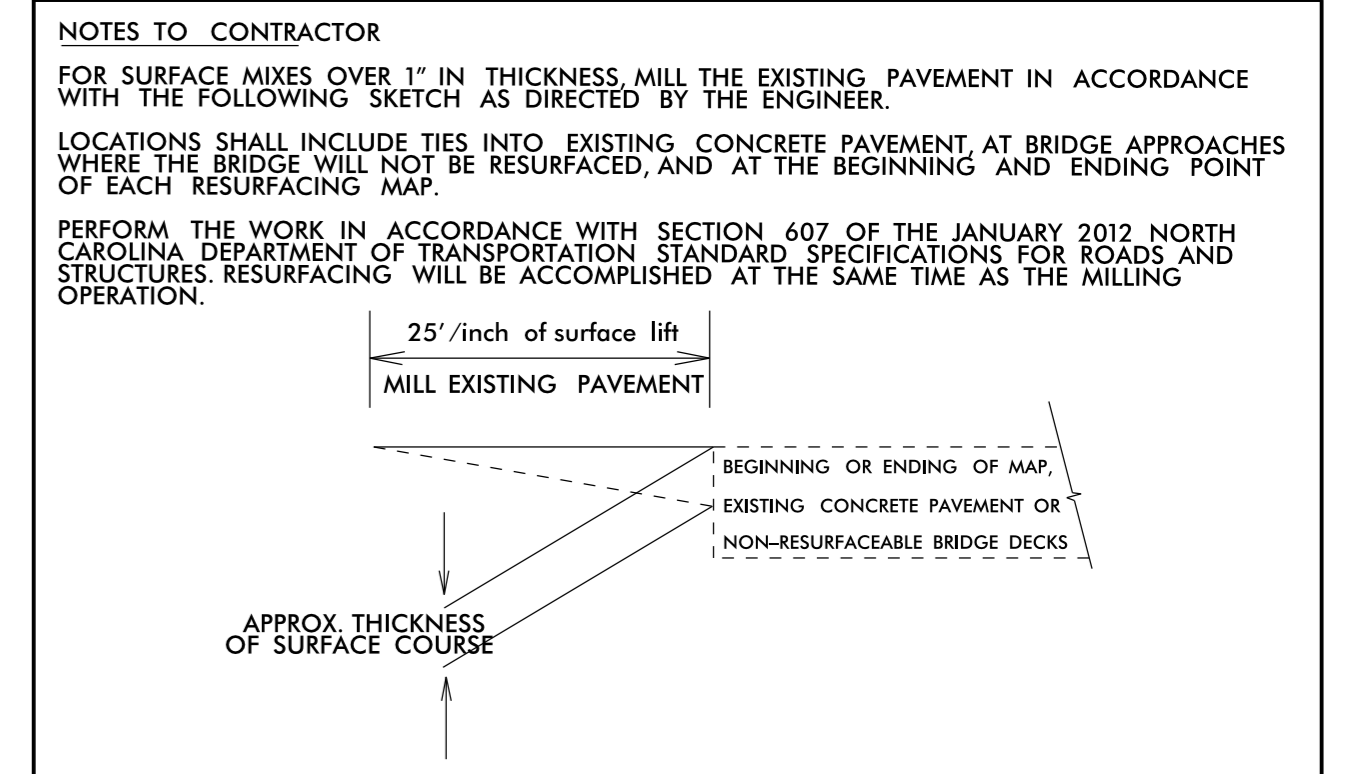 NOTES TO CONTRACTOR
FOR SURFACE MIXES OVER 1" IN THICKNESS, MILL THE EXISTING PAVEMENT IN ACCORDANCE
WITH THE FOLLOWING SKETCH AS DIRECTED BY THE ENGINEER.
LOCATIONS SHALL INCLUDE TIES INTO EXISTING CONCRETE PAVEMENT, AT BRIDGE APPROACHES
WHERE THE BRIDGE WILL NOT BE RESURFACED, AND AT THE BEGINNING AND ENDING POINT
OF EACH RESURFACING MAP.
PERFORM THE WORK IN ACCORDANCE WITH SECTION 607 OF THE JANUARY 2012 NORTH
CAROLINA DEPARTMENT OF TRANSPORTATION STANDARD SPECIFICATIONS FOR ROADS AND
STRUCTURES. RESURFACING WILL BE ACCOMPLISHED AT THE SAME TIME AS THE MILLING
OPERATION.
25'/inch of surface lift
MILL EXISTING PAVEMENT
BEGINNING OR ENDING OF MAP,
EXISTING CONCRETE PAVEMENT OR
NON-RESURFACEABLE BRIDGE DECKS
APPROX. THICKNESS
OF SURFACE COURSE